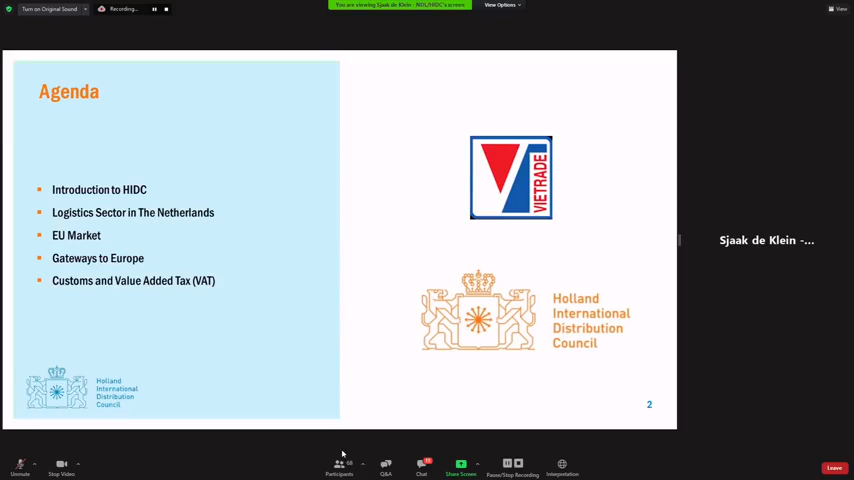 Turn on Original Sound
Recording...
You are viewing Sjaak de Klein - NDL/HIDC's screen
View Options
View
Agenda
Introduction to HIDC
Logistics Sector in The Netherlands
EU Market
Gateways to Europe
Customs and Value Added Tax (VAT)
Holland
International
Distribution
Council
VIETRADE
Holland
International
Distribution
Council
2
Sjaak de Klein -...
Unmute
Stop Video
68
Participants
Q&A
Chat
Share Screen
Pause/Stop Recording
Interpretation
Leave